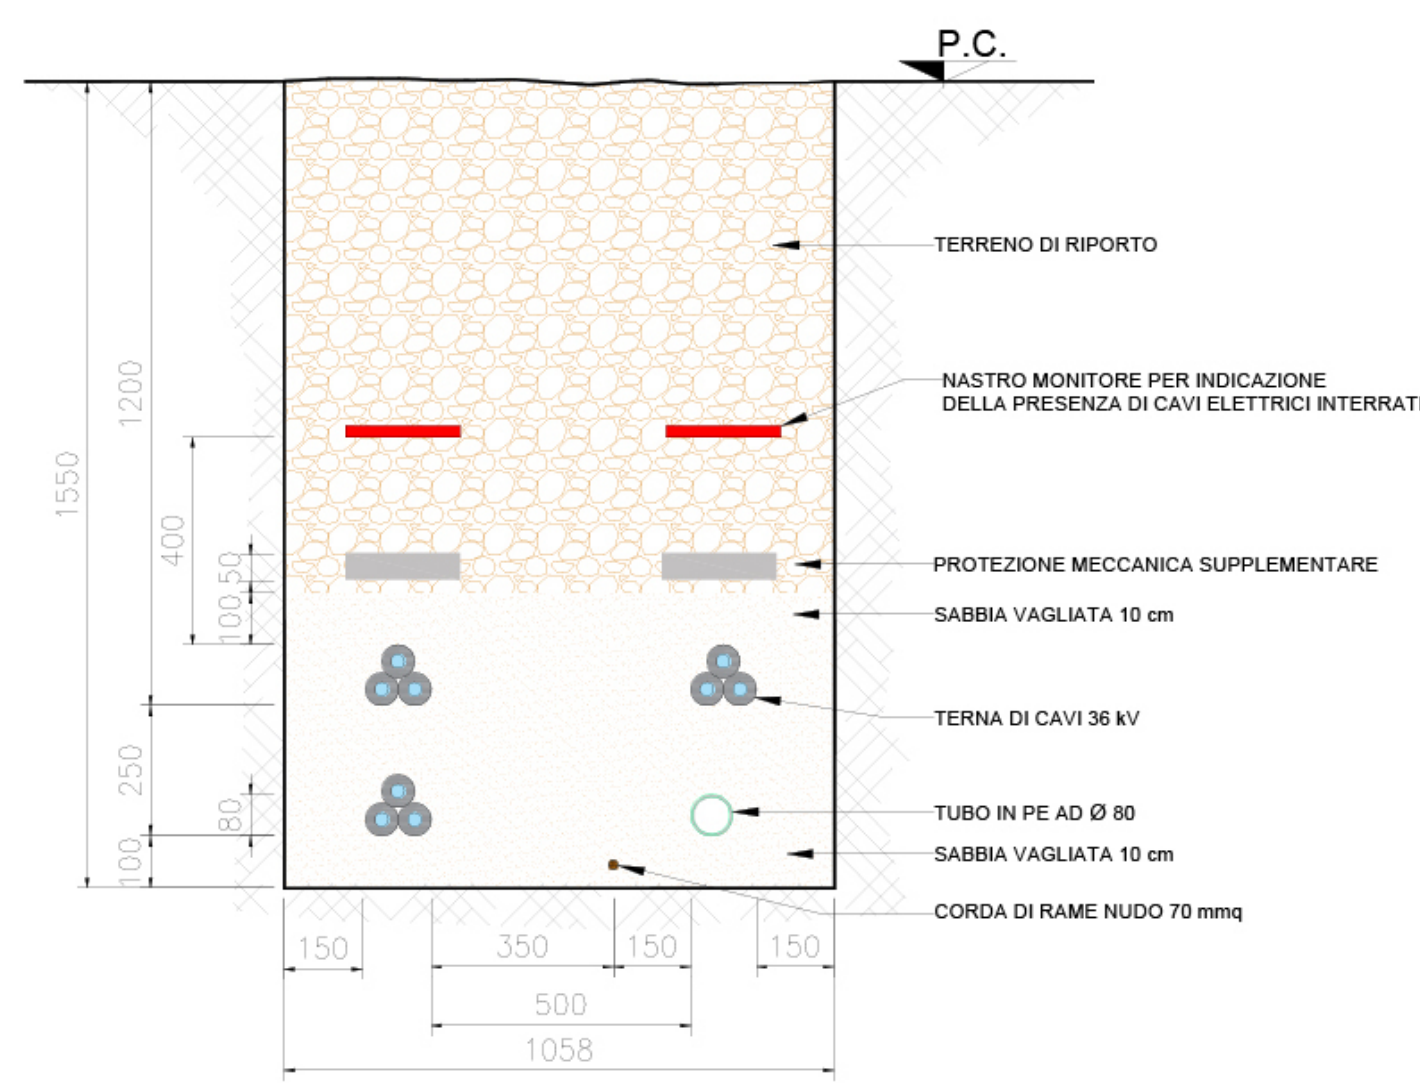 P.C.
TERRENO DI RIPORTO
1200
NASTRO MONITORE PER INDICAZIONE
DELLA PRESENZA DI CAVI ELETTRICI INTERRATI
1550
400
50
PROTEZIONE MECCANICA SUPPLEMENTARE
100
SABBIA VAGLIATA 10 cm
TERNA DI CAVI 36 kV
250
80
TUBO IN PE AD Ø 80
100
SABBIA VAGLIATA 10 cm
CORDA DI RAME NUDO 70 mmq
150
350
150
150
500
1058